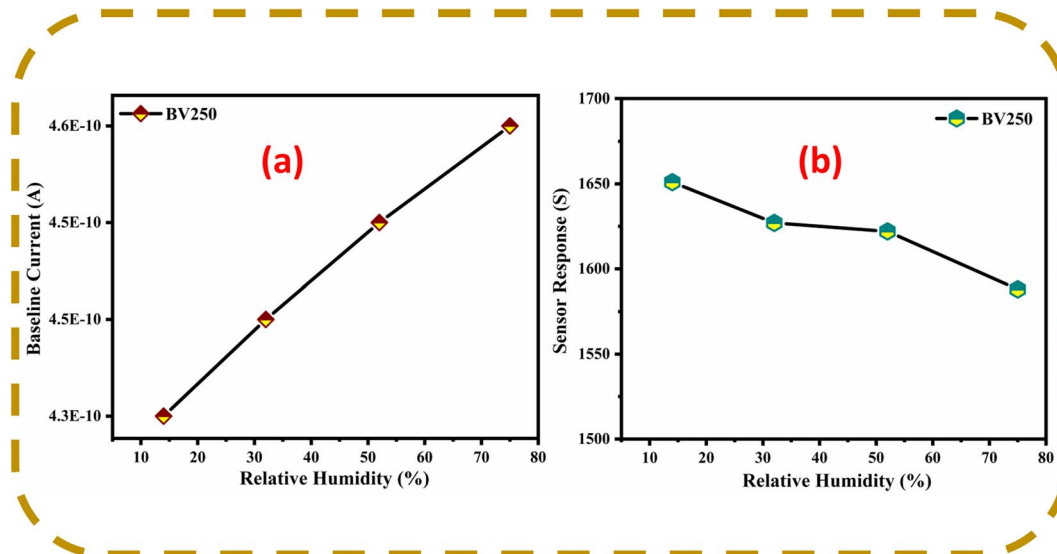 BV250
(a)
4.6E-10
4.5E-10
4.5E-10
4.3E-10
Baseline Current (A)
10 20 30 40 50 60 70 80
Relative Humidity (%)
BV250
(b)
1700
1650
1600
1550
1500
Sensor Response (S)
10 20 30 40 50 60 70 80
Relative Humidity (%)